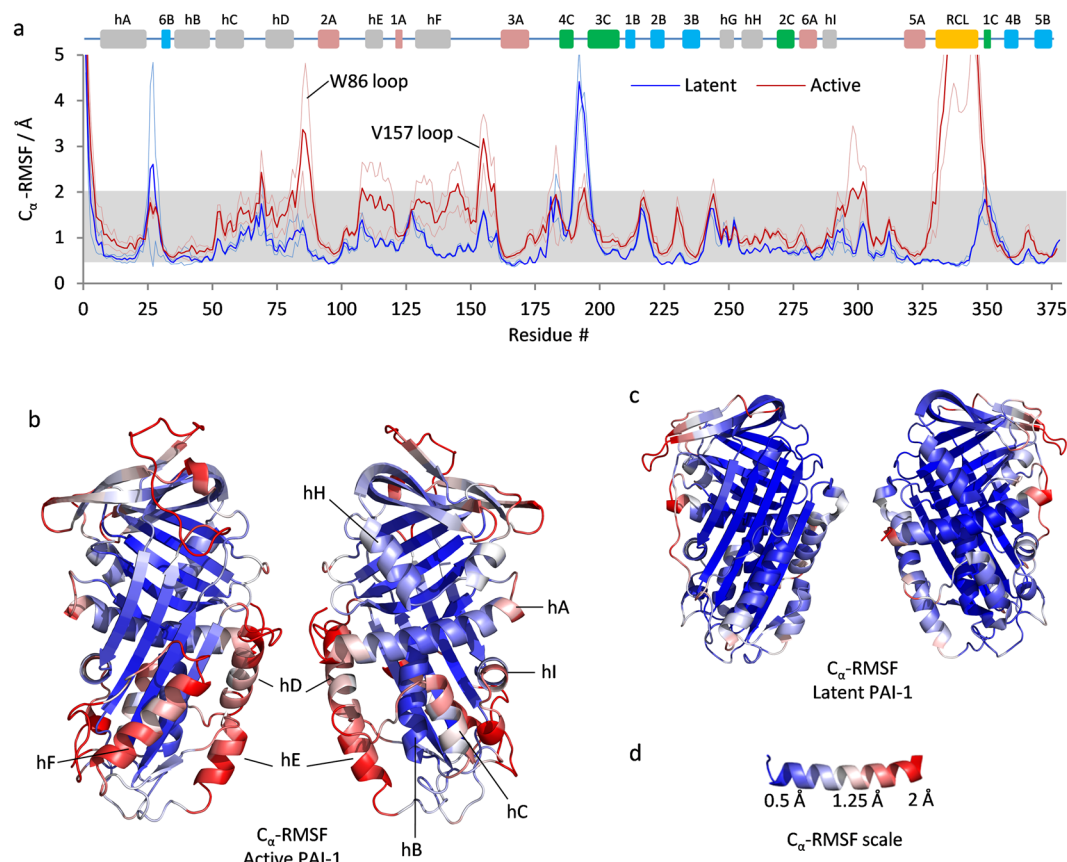 a
hA 6B hB hC hD 2A hE 1A hF 3A 4C 3C 1B 2B 3B hG hH 2C 6A hI 5A RCL 1C 4B 5B
5
4
3
2
1
0
Cα-RMSF / Å
W86 loop
V157 loop
Latent
Active
0 25 50 75 100 125 150 175 200 225 250 275 300 325 350 375
Residue #
b
hH
hA
hI
hD
hF
hE
hC
hB
Cα-RMSF
Active PAI-1
c
Cα-RMSF
Latent PAI-1
d
0.5 Å 1.25 Å 2 Å
Cα-RMSF scale